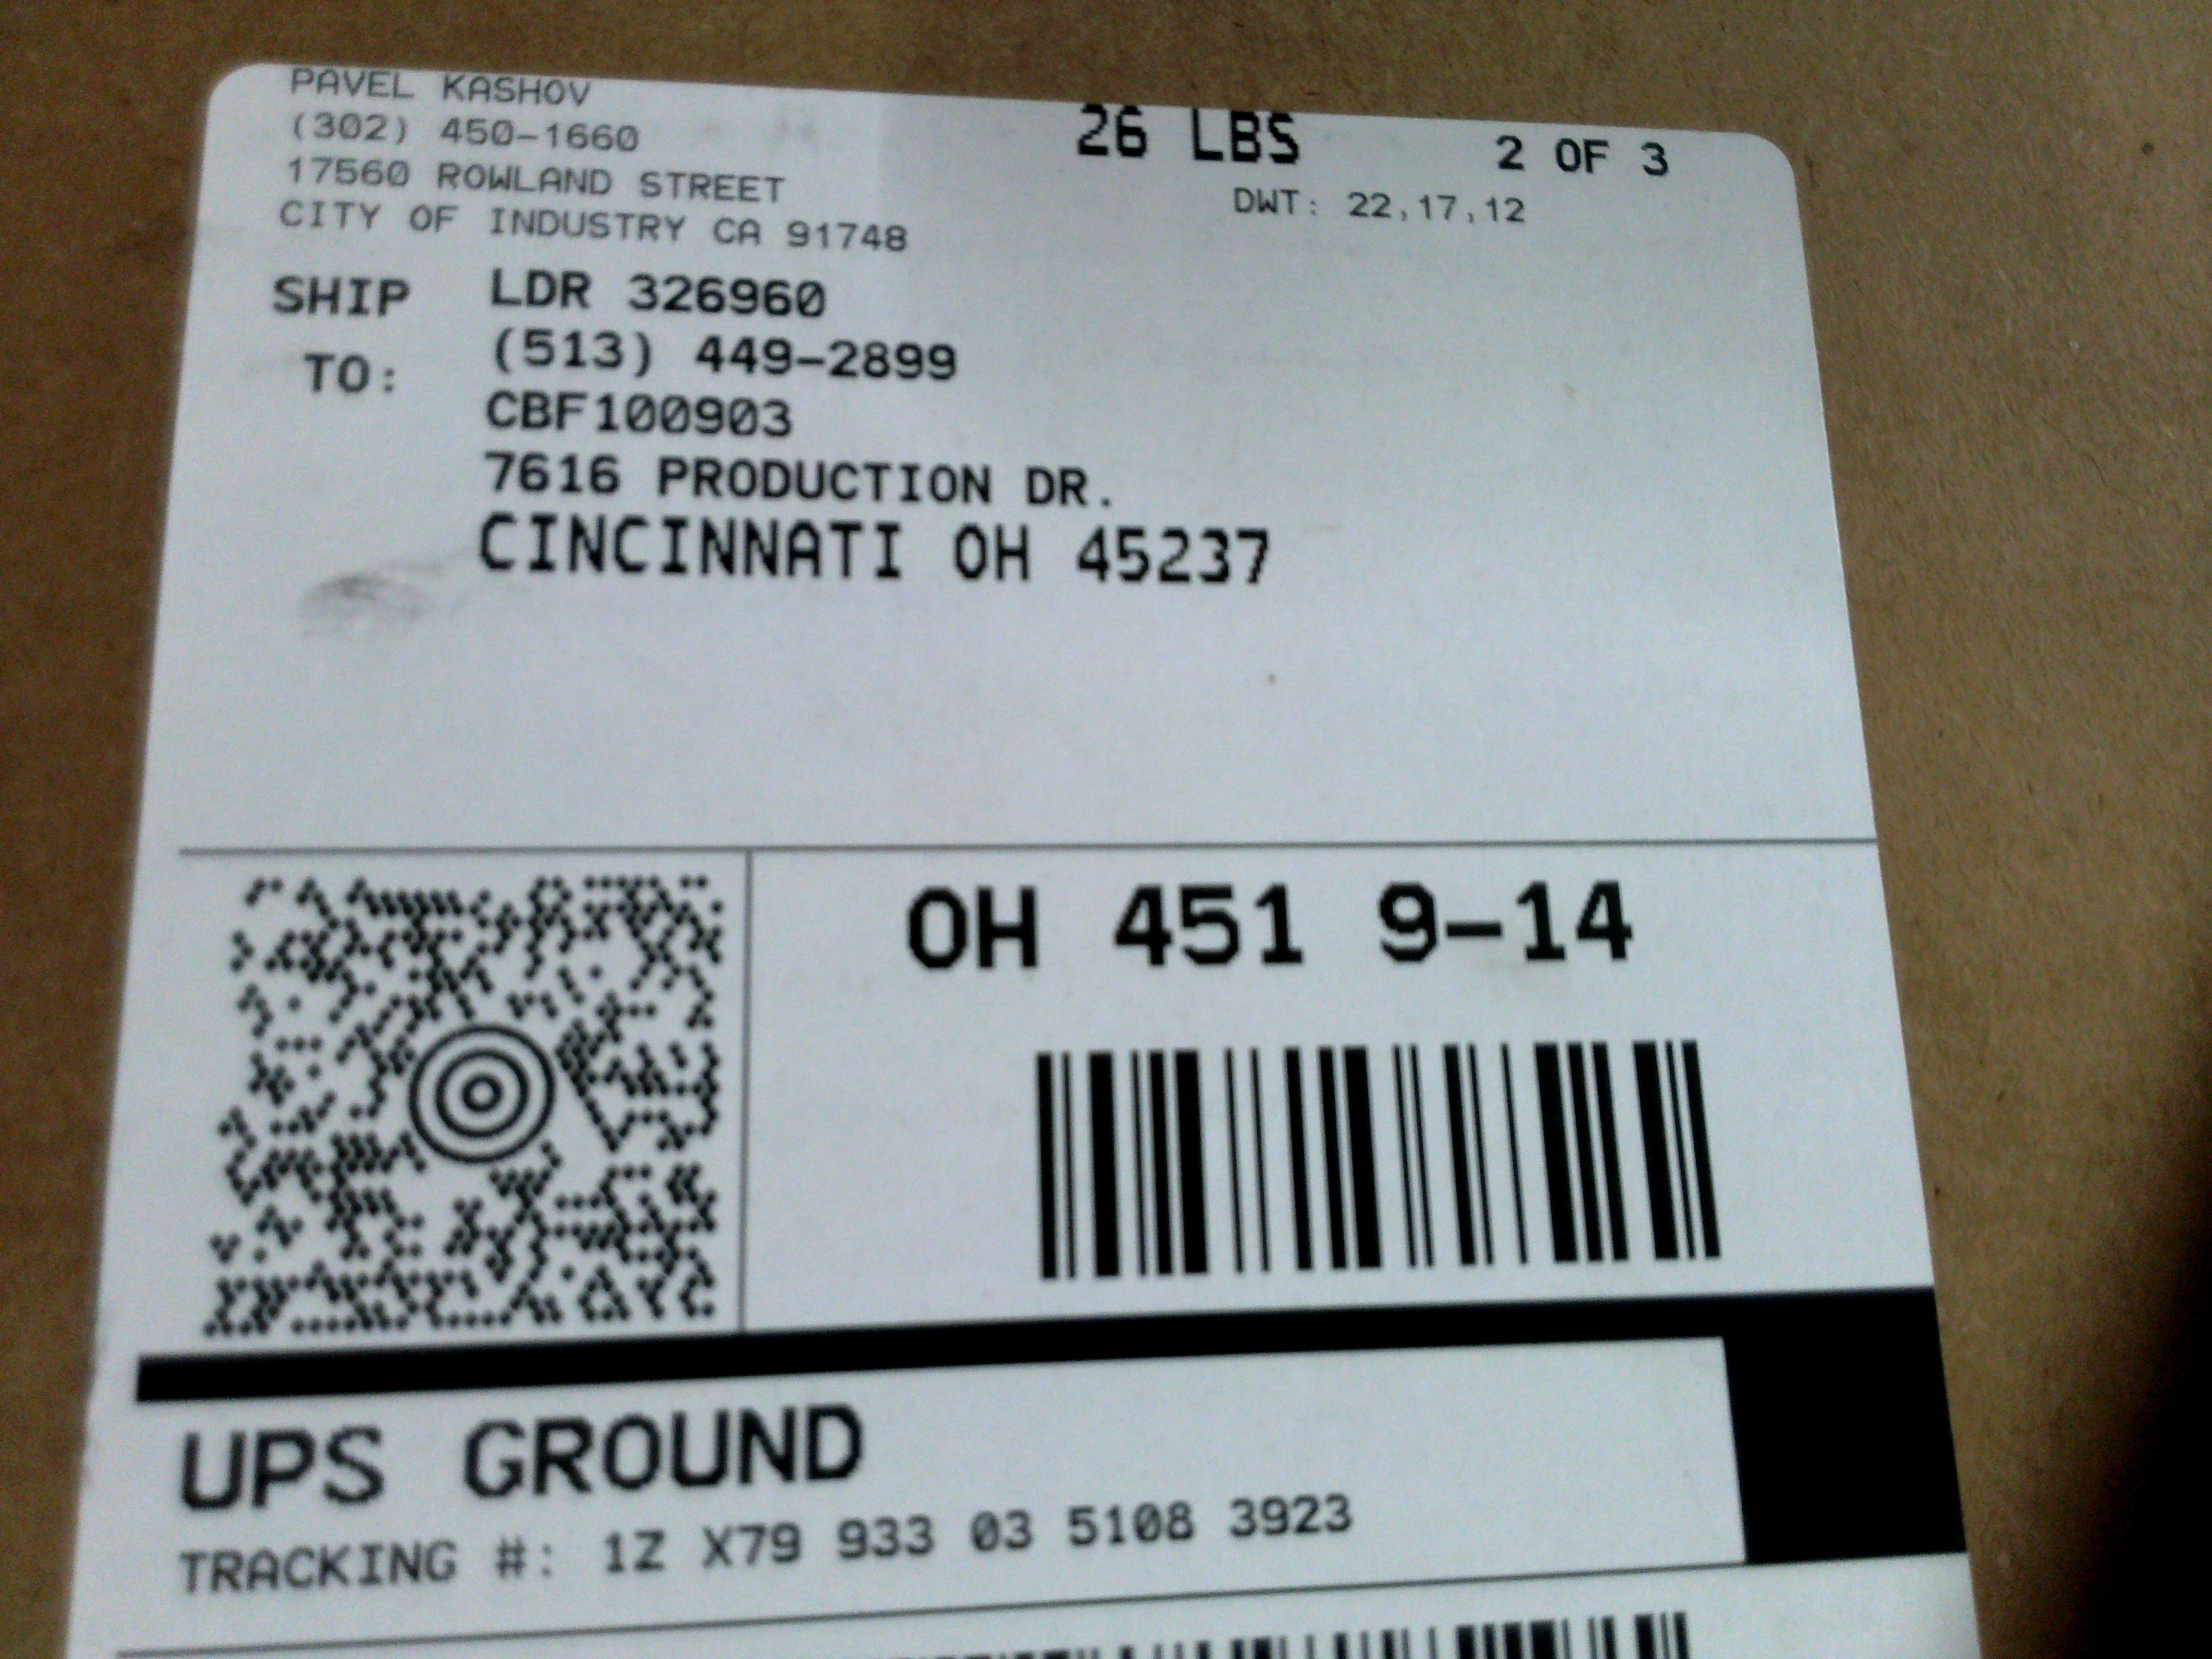 PAVEL KASHOV
(302) 450-1660
17560 ROWLAND STREET
CITY OF INDUSTRY CA 91748
26 LBS 2 OF 3
DWT: 22,17,12
SHIP TO:
LDR 326960
(513) 449-2899
CBF100903
7616 PRODUCTION DR.
CINCINNATI OH 45237
OH 451 9-14
UPS GROUND
TRACKING #: 1Z X79 933 03 5108 3923